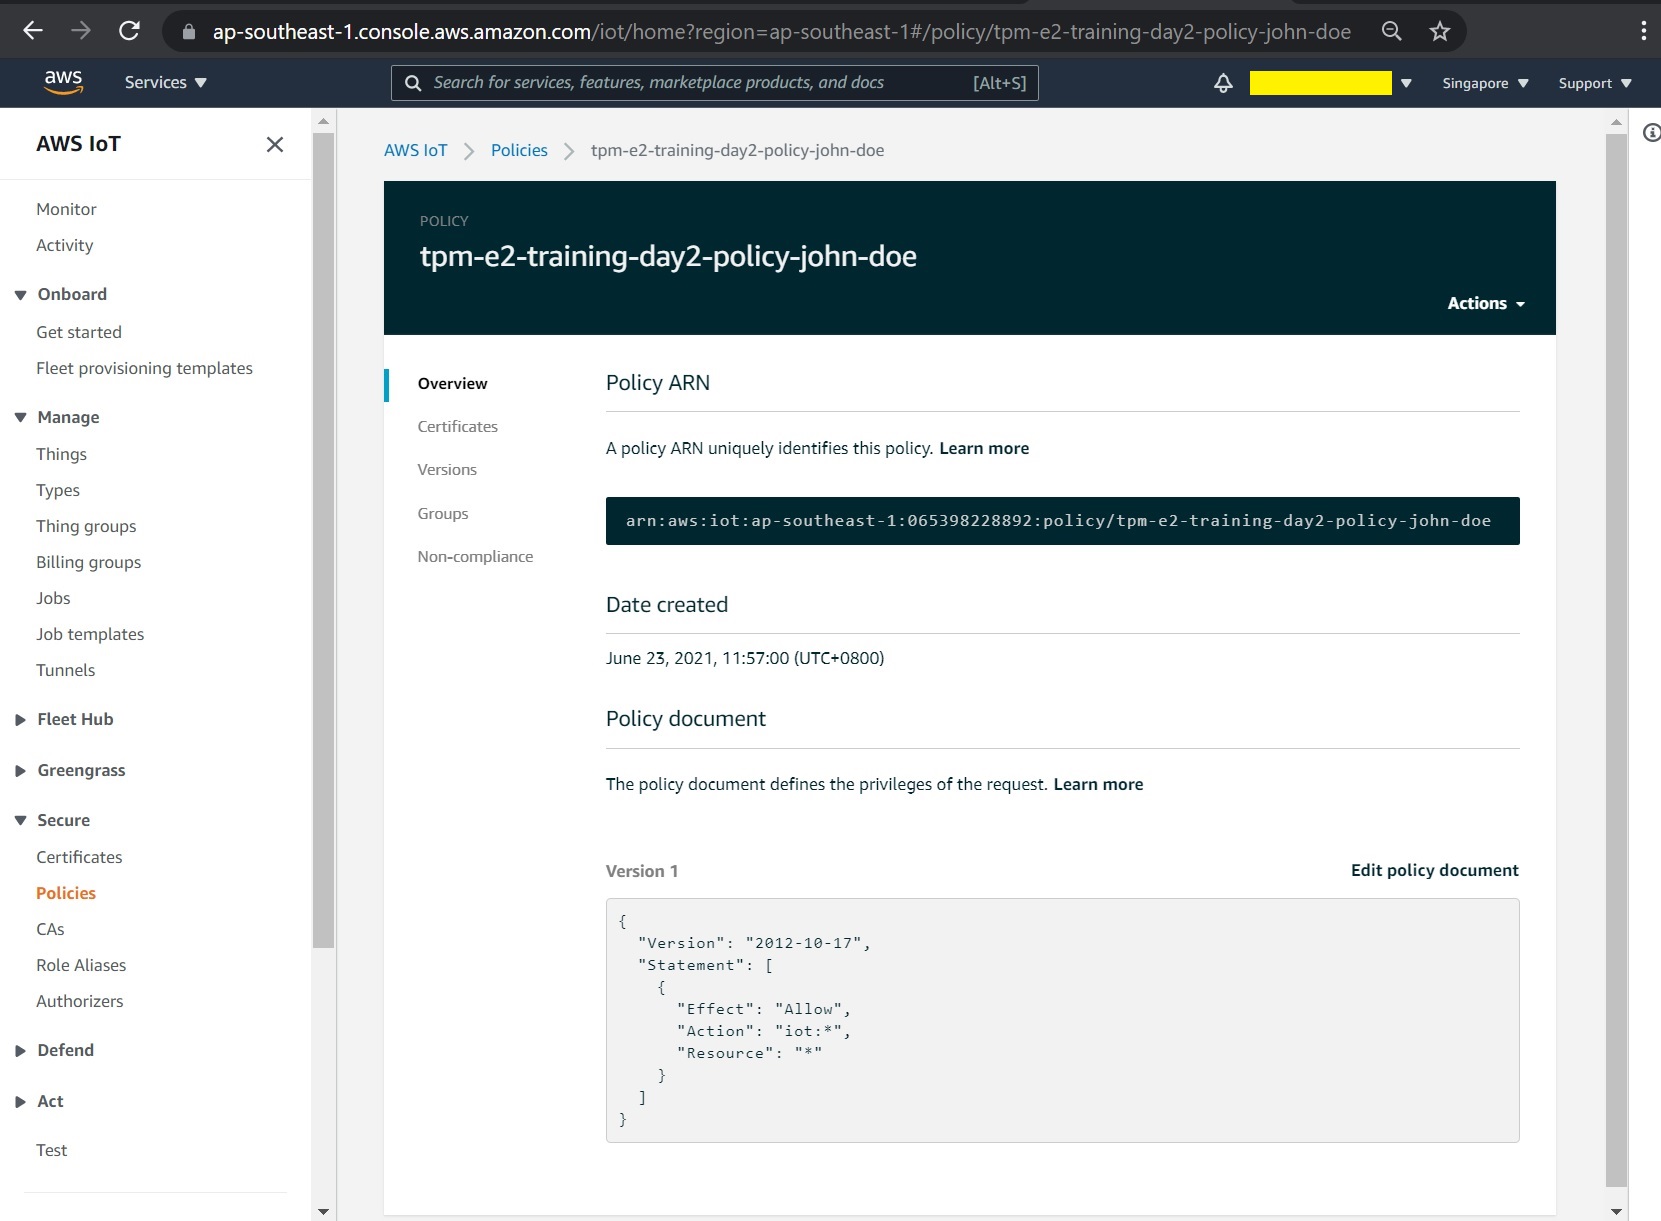 ap-southeast-1.console.aws.amazon.com/iot/home?region=ap-southeast-1#/policy/tpm-e2-training-day2-policy-john-doe
aws
Services
Search for services, features, marketplace products, and docs
[Alt+S]
Singapore
Support
AWS IoT
Monitor
Activity
Onboard
Get started
Fleet provisioning templates
Manage
Things
Types
Thing groups
Billing groups
Jobs
Job templates
Tunnels
Fleet Hub
Greengrass
Secure
Certificates
Policies
CAs
Role Aliases
Authorizers
Defend
Act
Test
AWS IoT
Policies
tpm-e2-training-day2-policy-john-doe
POLICY
tpm-e2-training-day2-policy-john-doe
Actions
Overview
Certificates
Versions
Groups
Non-compliance
Policy ARN
A policy ARN uniquely identifies this policy. Learn more
arn:aws:iot:ap-southeast-1:065398228892:policy/tpm-e2-training-day2-policy-john-doe
Date created
June 23, 2021, 11:57:00 (UTC+0800)
Policy document
The policy document defines the privileges of the request. Learn more
Version 1
Edit policy document
{
"Version": "2012-10-17",
"Statement": [
{
"Effect": "Allow",
"Action": "iot:*",
"Resource": "*"
}
]
}